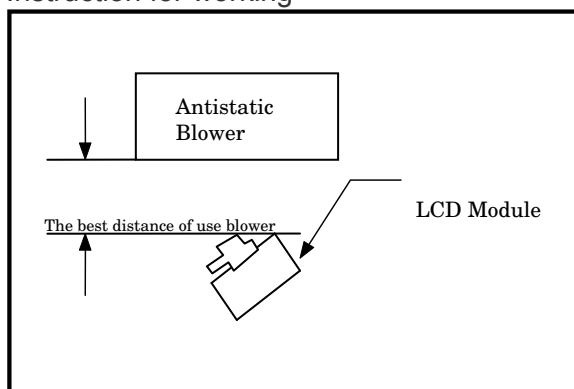 Instruction for working
Antistatic
Blower
The best distance of use blower
LCD Module